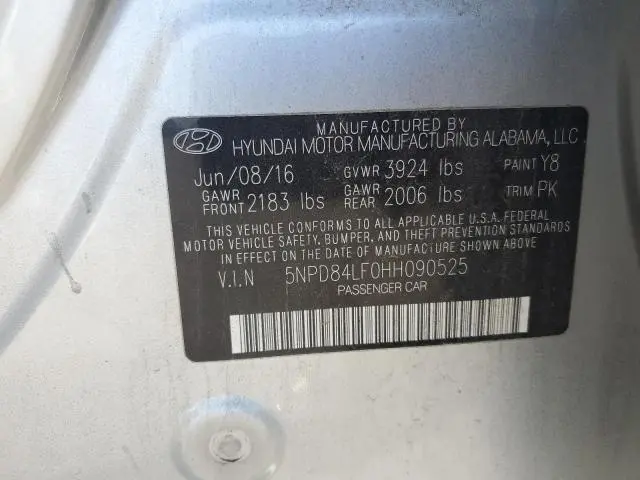 MANUFACTURED BY
HYUNDAI MOTOR MANUFACTURING ALABAMA, LLC
Jun/08/16 GVWR 3924 lbs PAINT Y8
GAWR FRONT 2183 lbs GAWR REAR 2006 lbs TRIM PK
THIS VEHICLE CONFORMS TO ALL APPLICABLE U.S.A. FEDERAL
MOTOR VEHICLE SAFETY, BUMPER, AND THEFT PREVENTION STANDARDS
IN EFFECT ON THE DATE OF MANUFACTURE SHOWN ABOVE.
V.I.N 5NPD84LF0HH090525
PASSENGER CAR